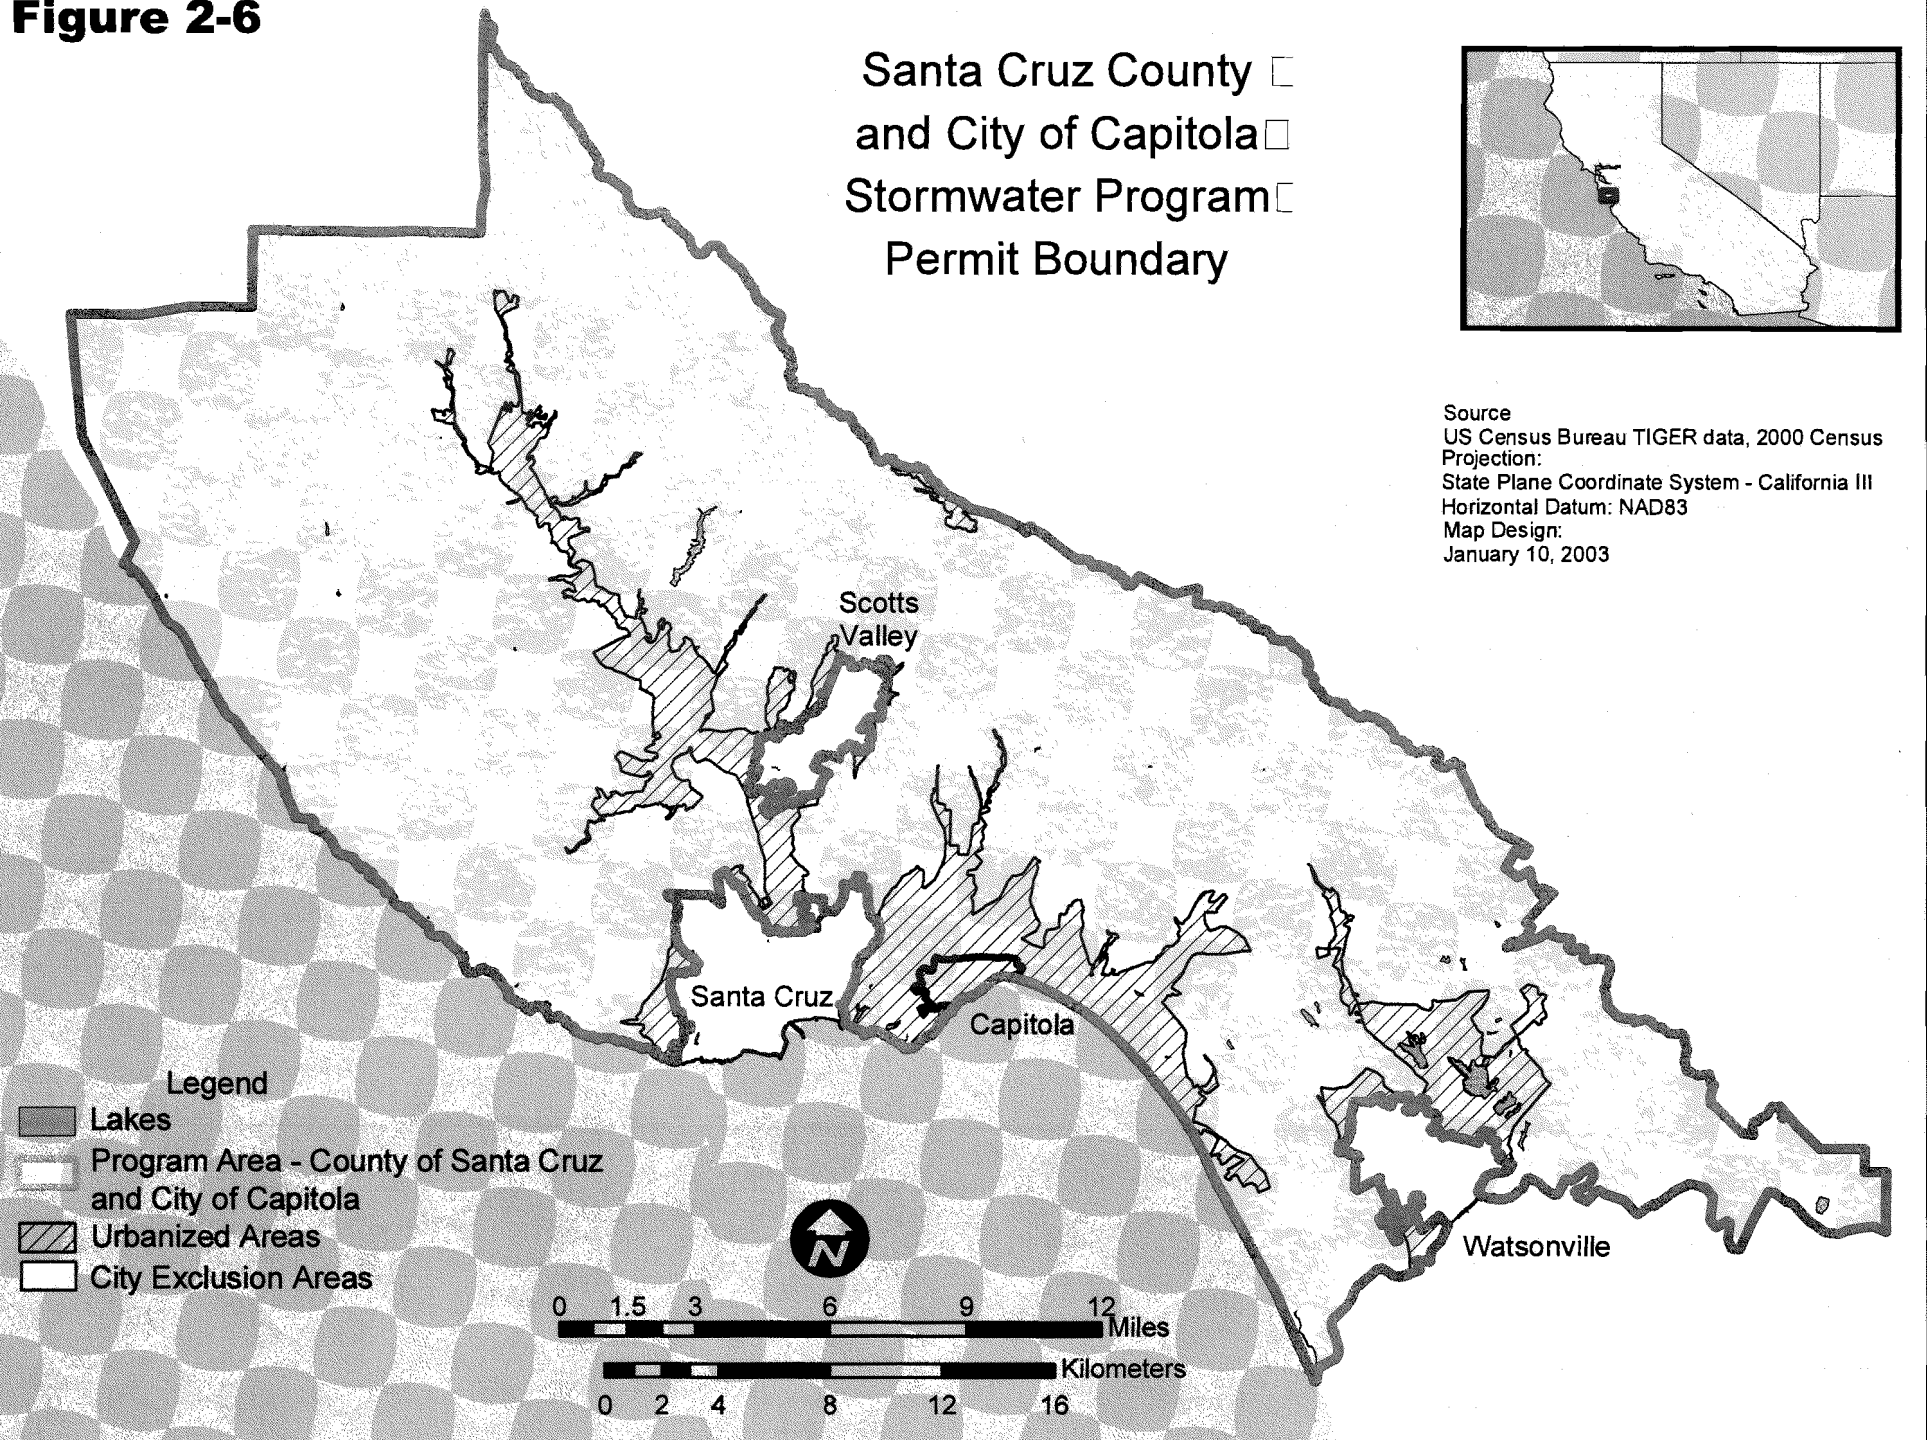 Figure 2-6
Santa Cruz County
and City of Capitola
Stormwater Program
Permit Boundary
Source
US Census Bureau TIGER data, 2000 Census
Projection:
State Plane Coordinate System - California III
Horizontal Datum: NAD83
Map Design:
January 10, 2003
Scotts
Valley
Santa Cruz
Capitola
Watsonville
Legend
Lakes
Program Area - County of Santa Cruz
and City of Capitola
Urbanized Areas
City Exclusion Areas
N
0 1.5 3 6 9 12
Miles
Kilometers
0 2 4 8 12 16